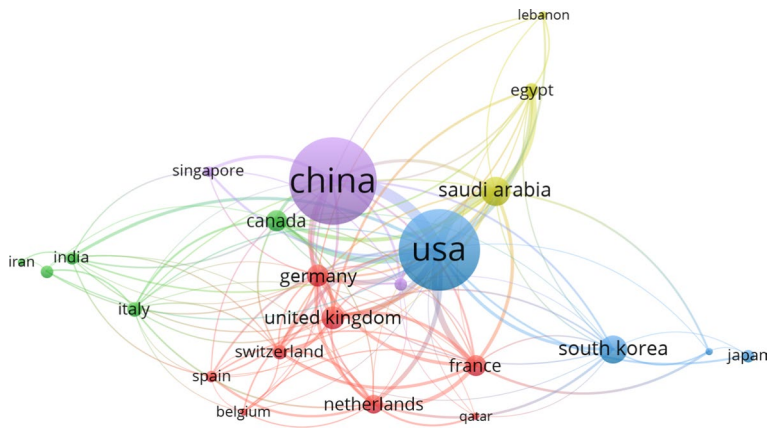 lebanon
egypt
china
singapore
saudi arabia
canada
usa
india
iran
germany
italy
united kingdom
south korea
switzerland
japan
france
spain
netherlands
belgium
qatar